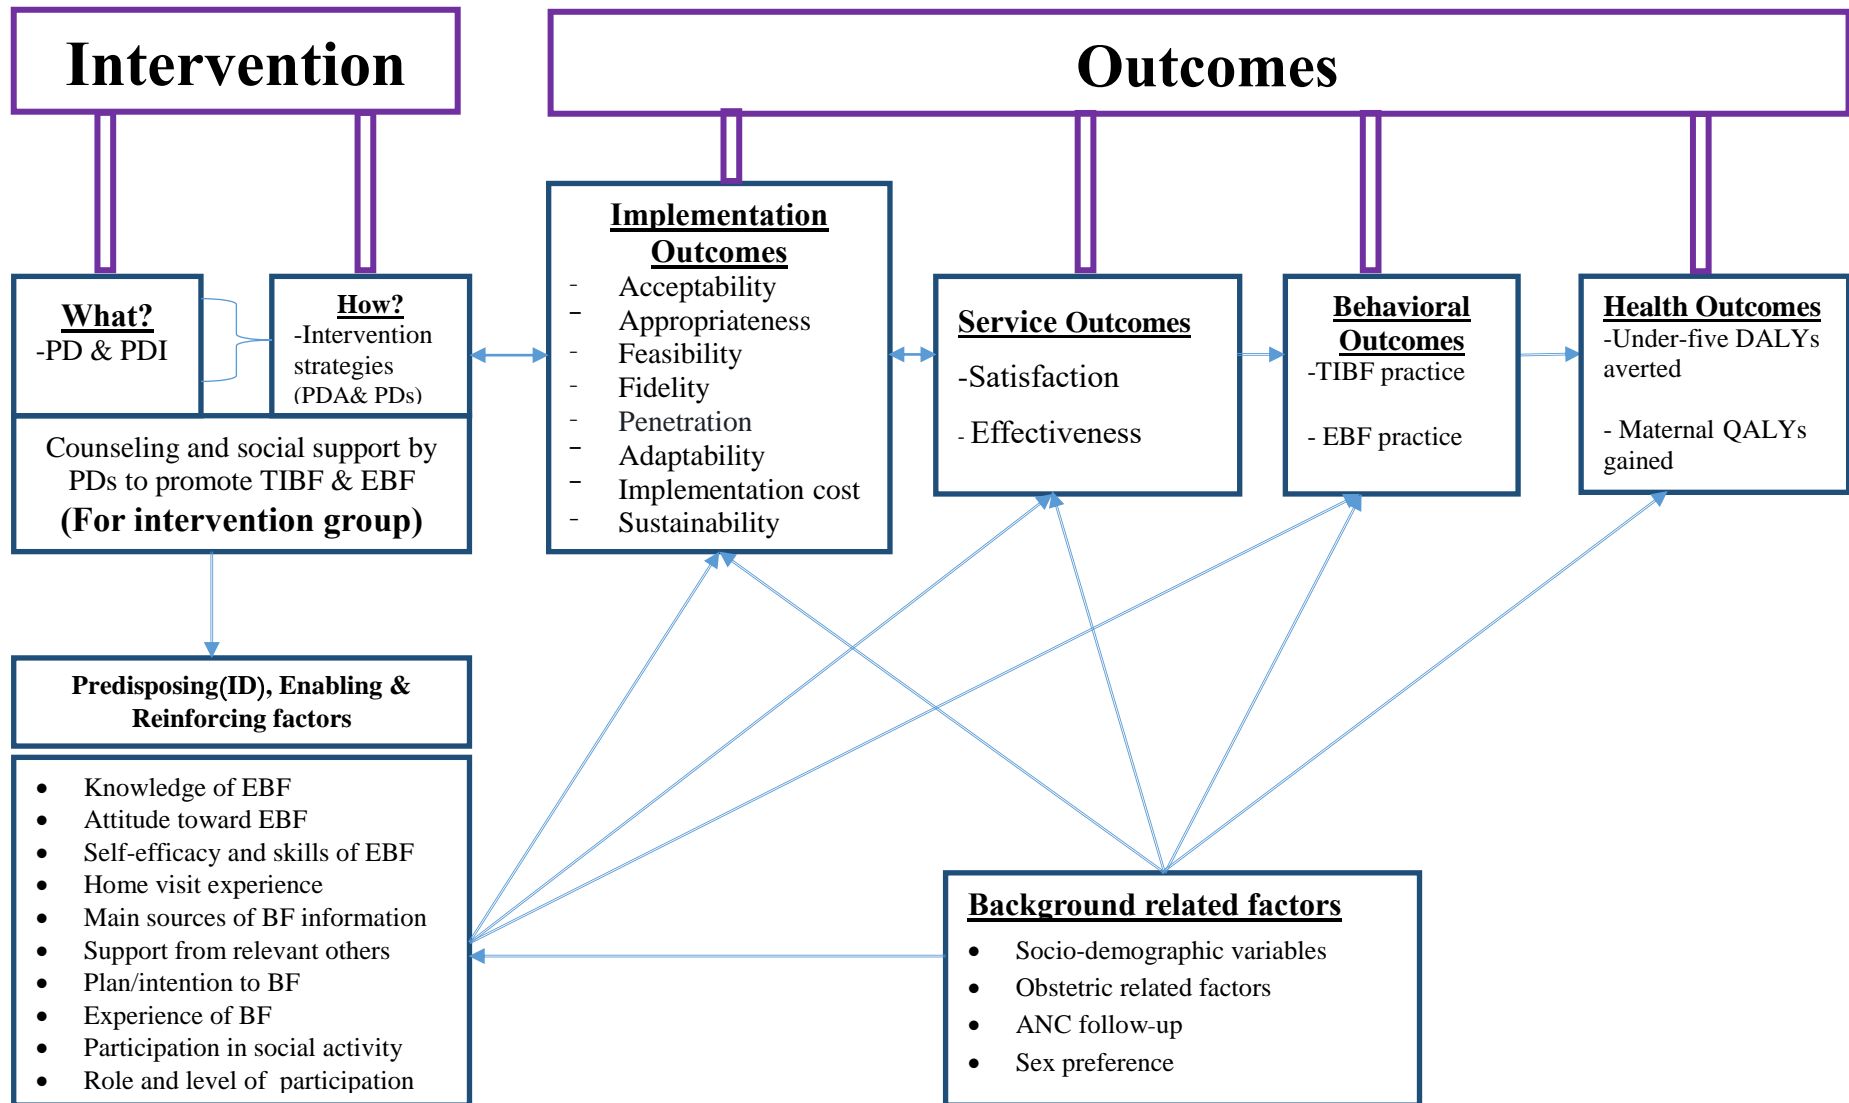 Intervention
Outcomes
What?
-PD & PDI
How?
-Intervention
strategies
(PDA& PDs)
Counseling and social support by
PDs to promote TIBF & EBF
(For intervention group)
Implementation
Outcomes
- Acceptability
- Appropriateness
- Feasibility
- Fidelity
- Penetration
- Adaptability
- Implementation cost
- Sustainability
Service Outcomes
-Satisfaction
- Effectiveness
Behavioral
Outcomes
-TIBF practice
- EBF practice
Health Outcomes
-Under-five DALYs
averted
- Maternal QALYs
gained
Predisposing(ID), Enabling &
Reinforcing factors
• Knowledge of EBF
• Attitude toward EBF
• Self-efficacy and skills of EBF
• Home visit experience
• Main sources of BF information
• Support from relevant others
• Plan/intention to BF
• Experience of BF
• Participation in social activity
• Role and level of participation
Background related factors
• Socio-demographic variables
• Obstetric related factors
• ANC follow-up
• Sex preference